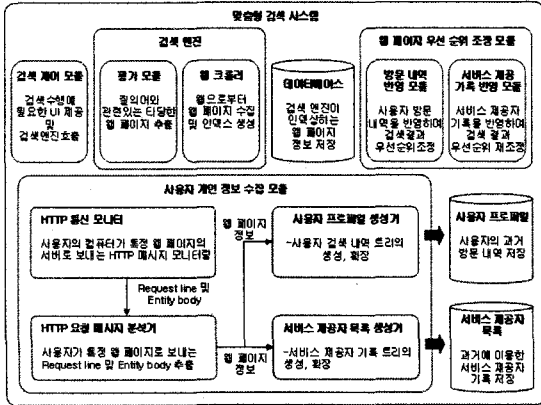 맞춤형 검색 시스템
검색 엔진
웹 페이지 우선 순위 조정 모듈
검색 제어 모듈
검색수행에
필요한 UI 제공
및
검색엔진호출
평가 모듈
질의어와
관련있는 타당한
웹 페이지 추출
웹 크롤러
웹으로부터
웹 페이지 수집
및 인덱스 생성
데이터베이스
검색 엔진이
인덱싱하는
웹 페이지
정보 저장
방문 내역
반영 모듈
사용자 방문
내역을 반영하여
검색결과
우선순위조정
서비스 제공
기록 반영 모듈
서비스 제공자
기록을 반영하여
검색 결과
우선순위 재조정
사용자 개인 정보 수집 모듈
HTTP 통신 모니터
사용자의 컴퓨터가 특정 웹 페이지의
서버로 보내는 HTTP 메시지 모니터링
Request line 및
Entity body
HTTP 요청 메시지 분석기
사용자가 특정 웹 페이지로 보내는
Request line 및 Entity body 추출
웹 페이지
정보
웹 페이지
정보
사용자 프로파일 생성기
-사용자 검색 내역 트리의
생성, 확장
서비스 제공자 목록 생성기
-서비스 제공자 기록 트리의
생성, 확장
사용자 프로파일
사용자의 과거
방문 내역 저장
서비스 제공자
목록
과거에 이용한
서비스 제공자
기록 저장